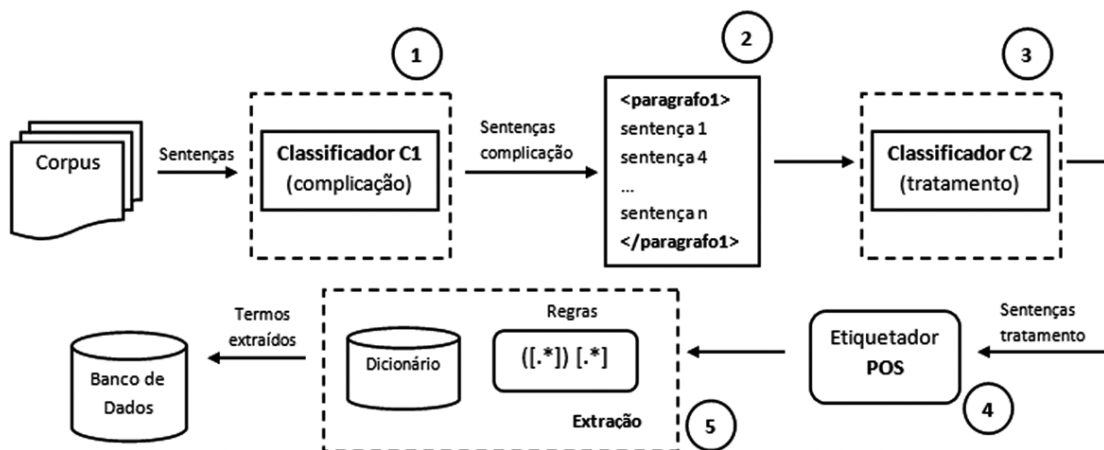 1
2
3
Corpus
Sentenças
Classificador C1
(complicação)
Sentenças
complicação
<paragrafo1>
sentença 1
sentença 4
...
sentença n
</paragrafo1>
Classificador C2
(tratamento)
Sentenças
tratamento
Etiquetador
POS
4
Regras
([.*]) [.*]
Dicionário
Extração
5
Termos
extraídos
Banco de
Dados